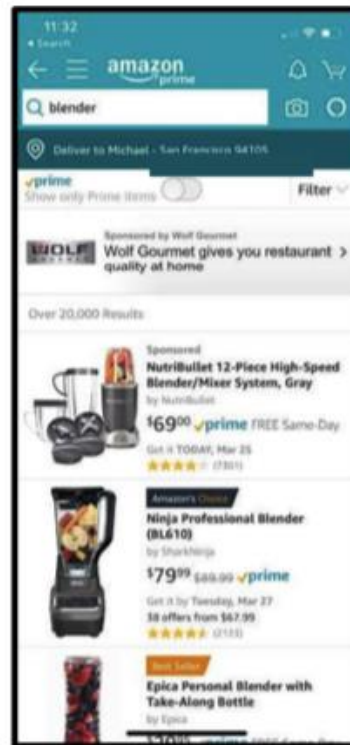 11:32
Search
amazon
prime
blender
Deliver to Michael - San Francisco 94105
prime
Show only Prime items
Filter
Sponsored by Wolf Gourmet
WOLF
GOURMET
Wolf Gourmet gives you restaurant
quality at home
Over 20,000 Results
Sponsored
NutriBullet 12-Piece High-Speed
Blender/Mixer System, Gray
by NutriBullet
$69⁰⁰ prime FREE Same-Day
Get it TODAY, Mar 25
Amazon's Choice
Ninja Professional Blender
(BL610)
by SharkNinja
$79⁹⁹ $89.99 prime
Get it by Tuesday, Mar 27
38 offers from $67.99
(2133)
Best Seller
Epica Personal Blender with
Take-Along Bottle
by Epica